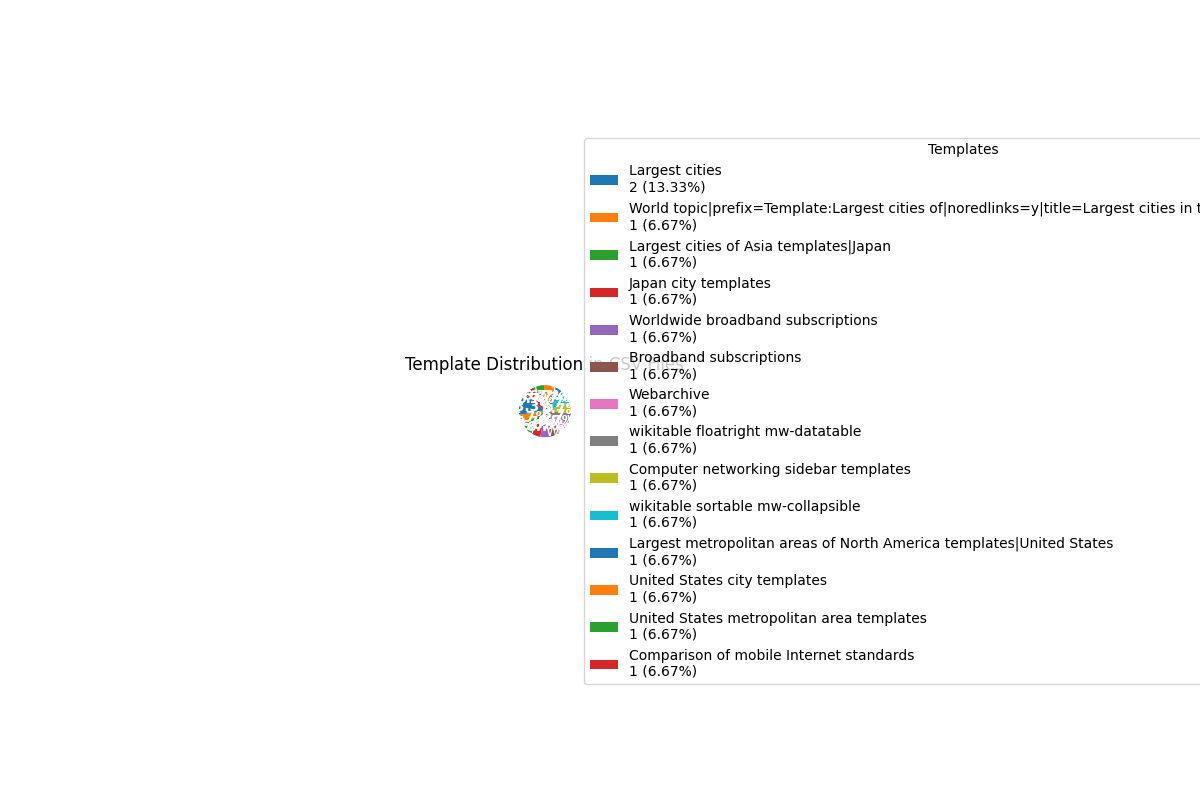 Templates
Largest cities
2 (13.33%)
World topic|prefix=Template:Largest cities of|noredlinks=y|title=Largest cities in t
1 (6.67%)
Largest cities of Asia templates|Japan
1 (6.67%)
Japan city templates
1 (6.67%)
Worldwide broadband subscriptions
1 (6.67%)
Template Distribution in CSV Files
Broadband subscriptions
1 (6.67%)
Webarchive
1 (6.67%)
wikitable floatright mw-datatable
1 (6.67%)
Computer networking sidebar templates
1 (6.67%)
wikitable sortable mw-collapsible
1 (6.67%)
Largest metropolitan areas of North America templates|United States
1 (6.67%)
United States city templates
1 (6.67%)
United States metropolitan area templates
1 (6.67%)
Comparison of mobile Internet standards
1 (6.67%)